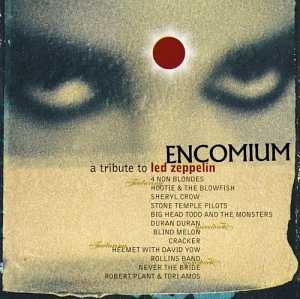 ENCOMIUM
a tribute to led zeppelin
4 NON BLONDES
HOOTIE & THE BLOWFISH
SHERYL CROW
STONE TEMPLE PILOTS
BIG HEAD TODD AND THE MONSTERS
DURAN DURAN
BLIND MELON
CRACKER
HELMET WITH DAVID YOW
ROLLINS BAND
NEVER THE BRIDE
ROBERT PLANT & TORI AMOS